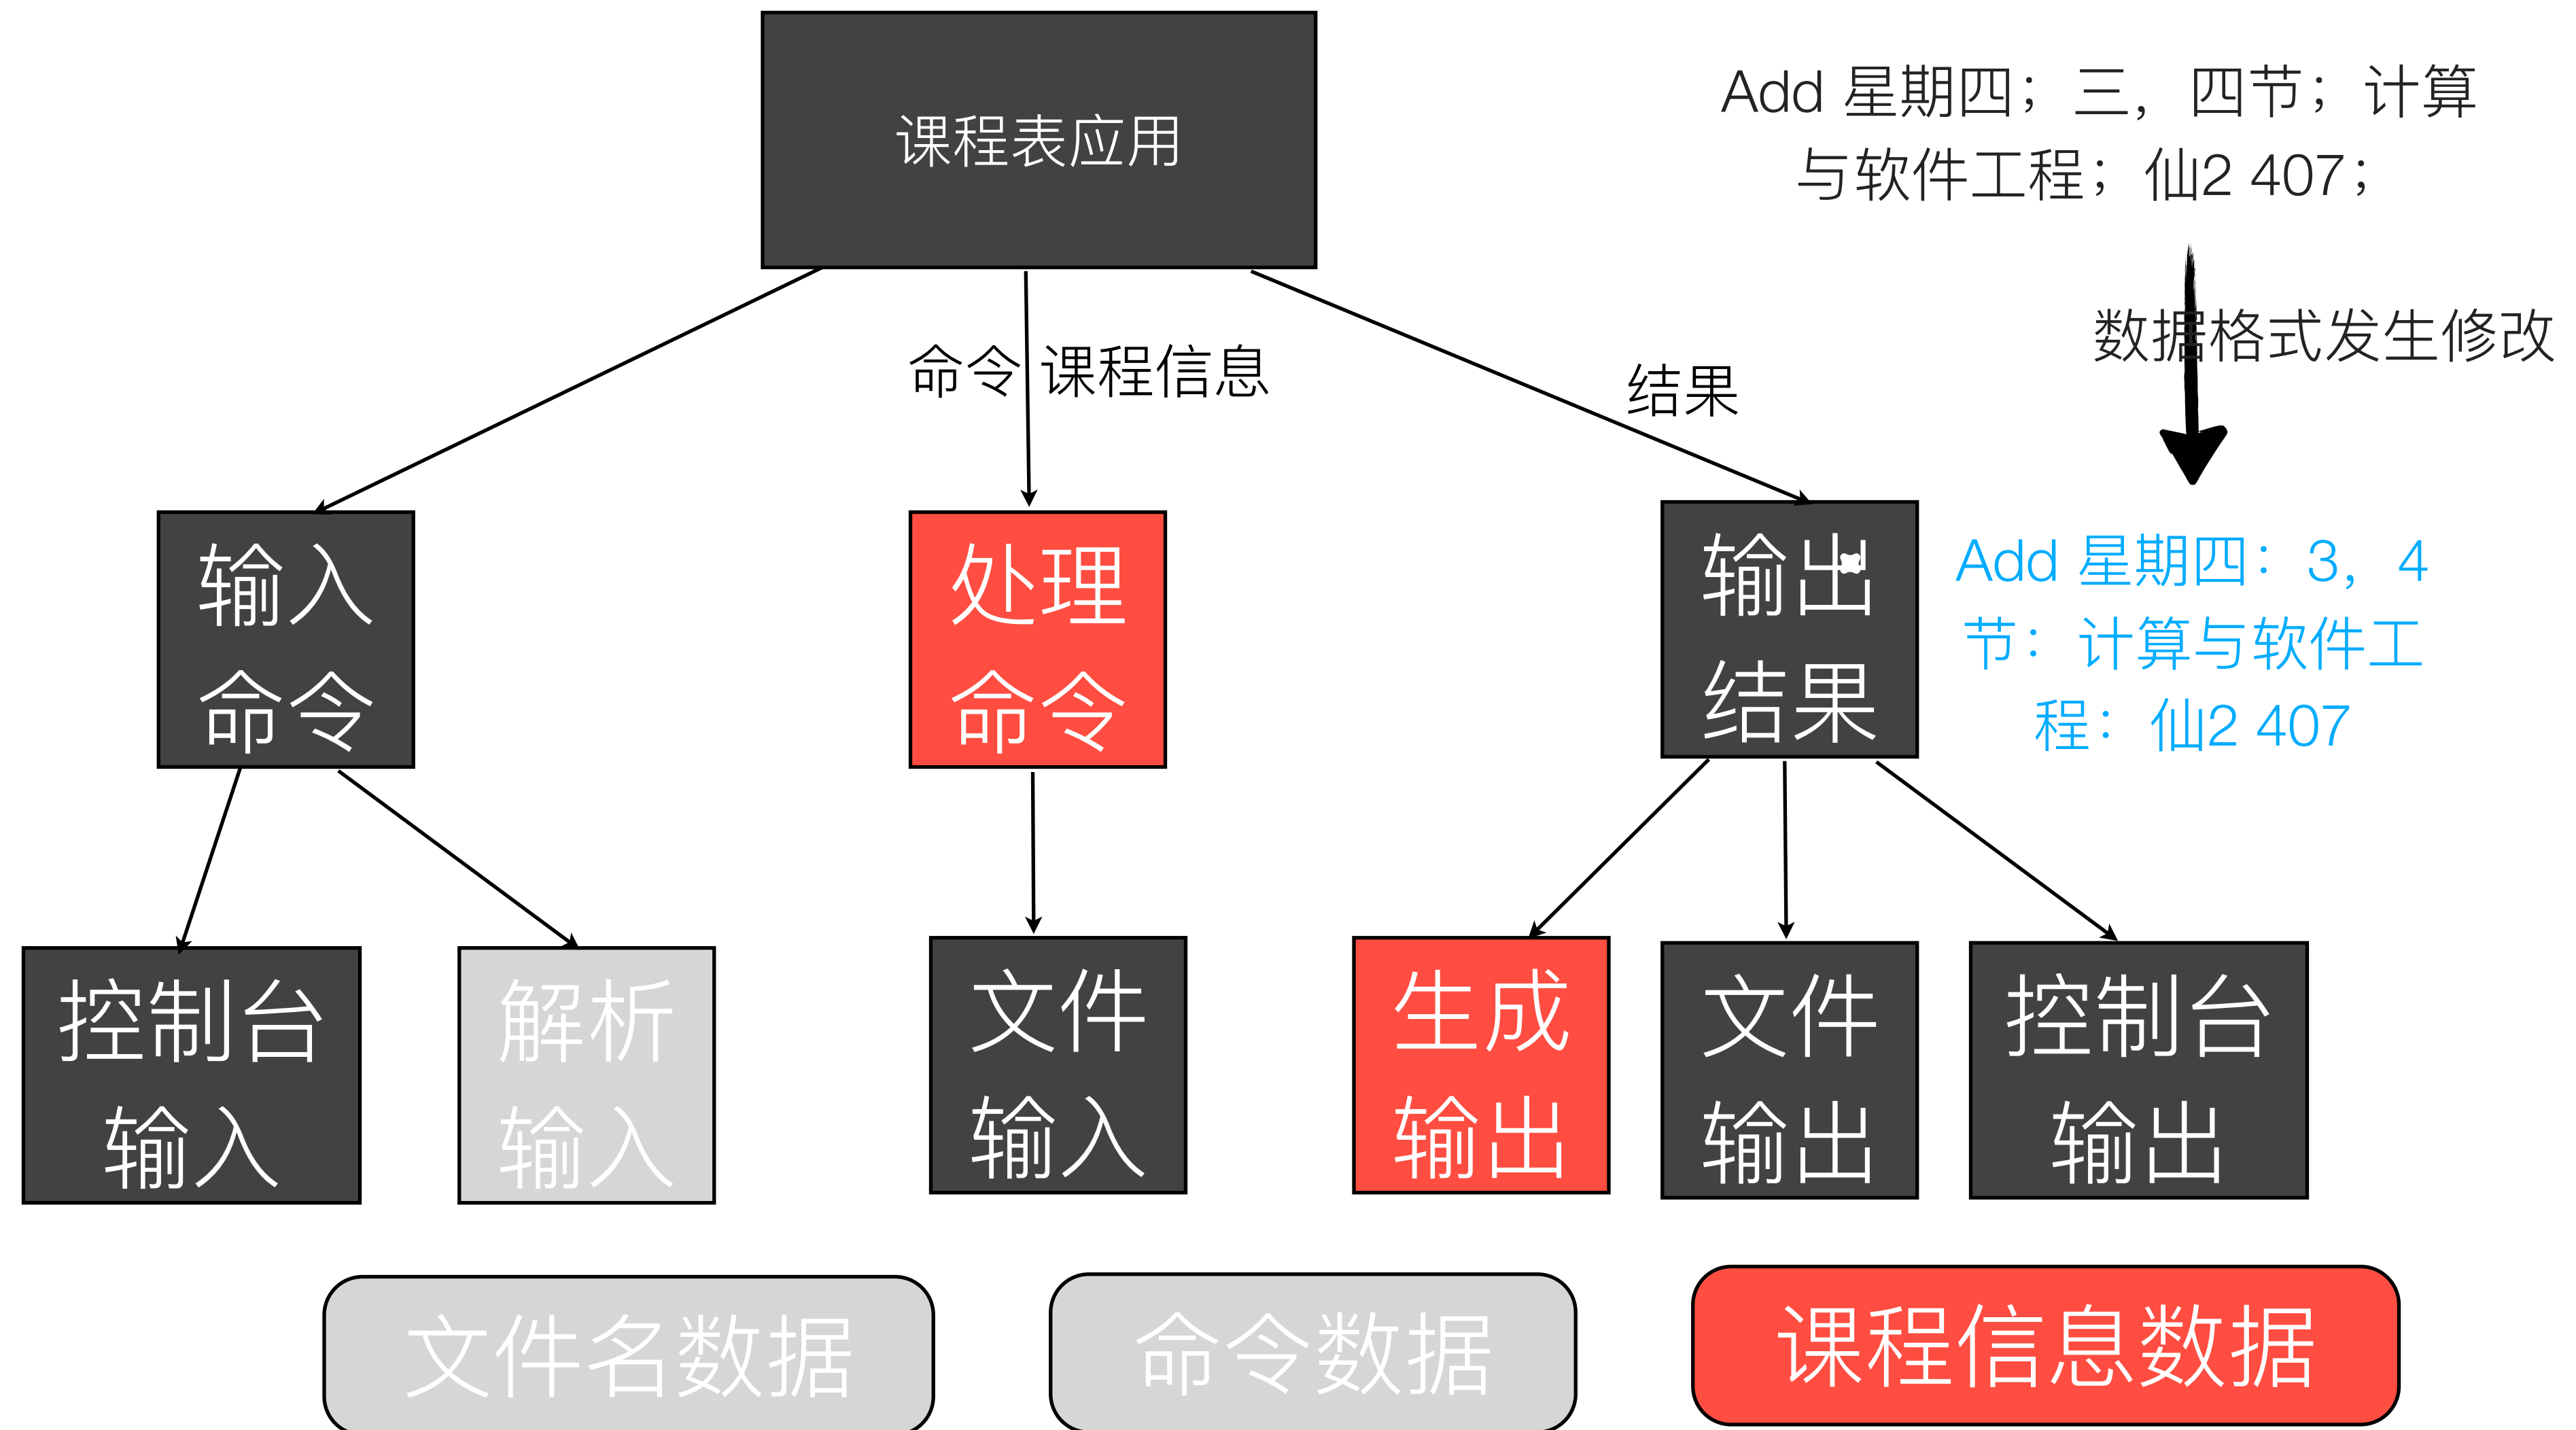 课程表应用
Add 星期四；三，四节；计算
与软件工程；仙2 407；
数据格式发生修改
命令 课程信息
结果
输入
命令
处理
命令
输出
结果
Add 星期四：3，4
节：计算与软件工
程：仙2 407
控制台
输入
解析
输入
文件
输入
生成
输出
文件
输出
控制台
输出
文件名数据
命令数据
课程信息数据